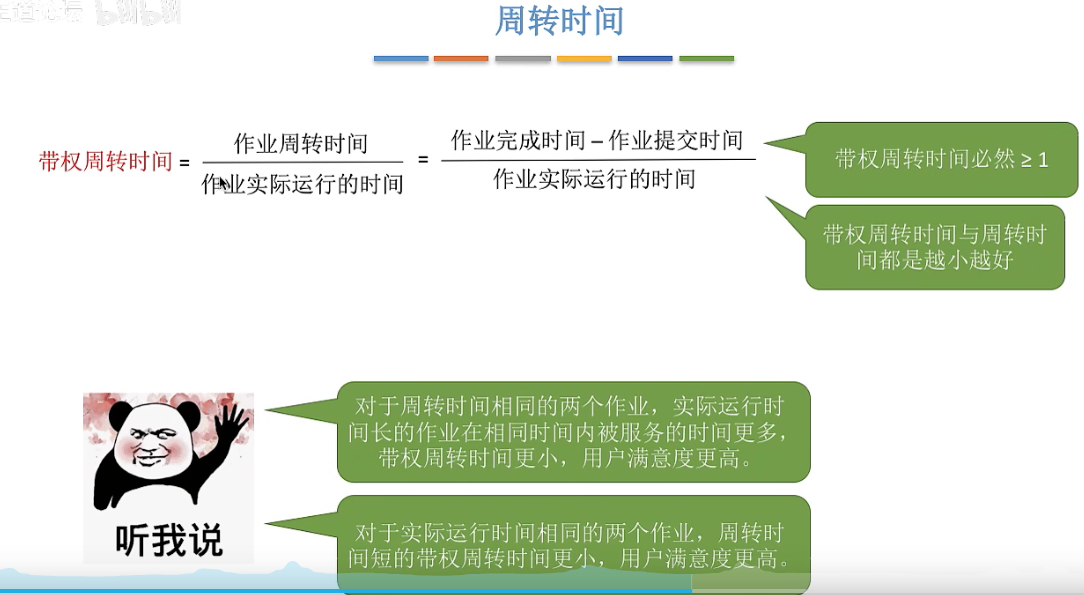 bilibili
周转时间
带权周转时间 = 作业周转时间 / 作业实际运行的时间 = 作业完成时间 – 作业提交时间 / 作业实际运行的时间
带权周转时间必然 ≥ 1
带权周转时间与周转时
间都是越小越好
对于周转时间相同的两个作业，实际运行时
间长的作业在相同时间内被服务的时间更多，
带权周转时间更小，用户满意度更高。
听我说
对于实际运行时间相同的两个作业，周转时
间短的带权周转时间更小，用户满意度更高。